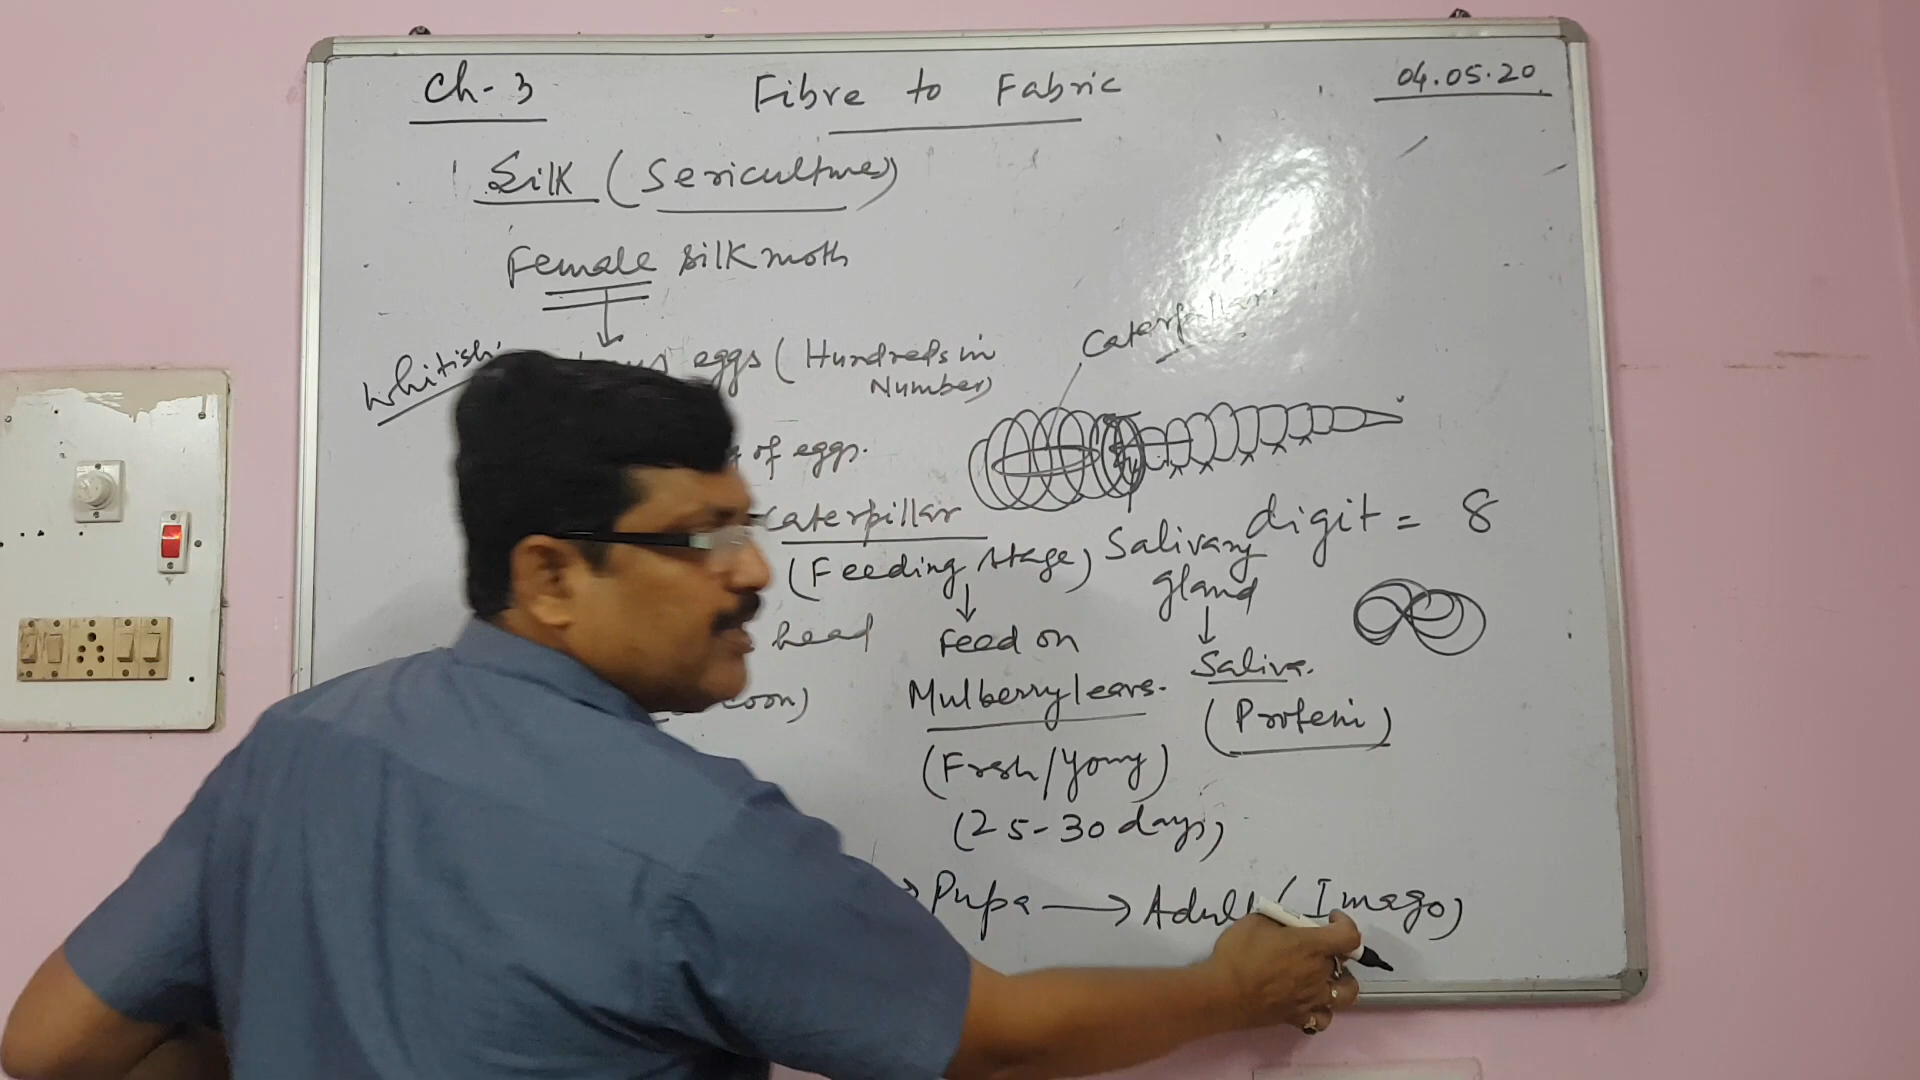 Ch-3
Fibre to Fabric
04.05.20
Silk (Sericulture)
Female silk moth
Whitish
eggs (Hundreds in
Number)
Caterpillar
of eggs.
Caterpillar
(Feeding stage)
Salivary
gland
digit = 8
head
Feed on
Saliva.
coon)
Mulberry leavs.
(Protein)
(Fresh/Young)
(25-30 days)
→ Pupa → Adult (Imago)